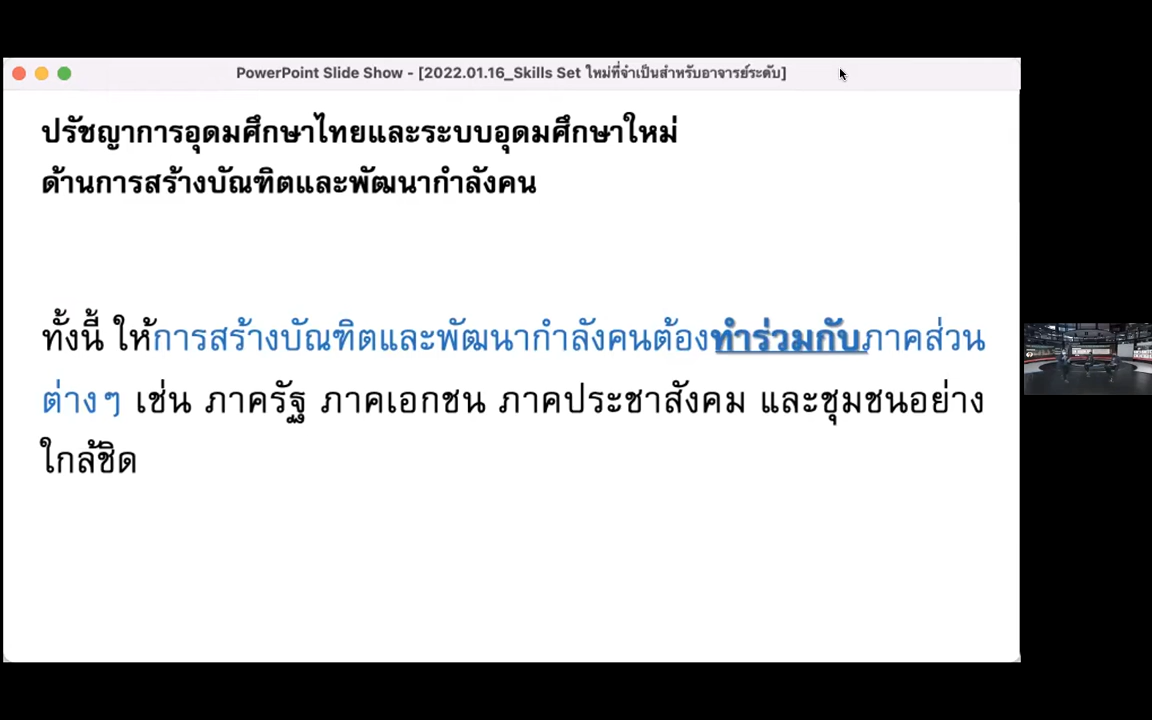 PowerPoint Slide Show - [2022.01.16_Skills Set ใหม่ที่จำเป็นสำหรับอาจารย์ระดับ]
ปรัชญาการอุดมศึกษาไทยและระบบอุดมศึกษาใหม่
ด้านการสร้างบัณฑิตและพัฒนากำลังคน
ทั้งนี้ ให้การสร้างบัณฑิตและพัฒนากำลังคนต้องทำร่วมกับภาคส่วน
ต่างๆ เช่น ภาครัฐ ภาคเอกชน ภาคประชาสังคม และชุมชนอย่าง
ใกล้ชิด